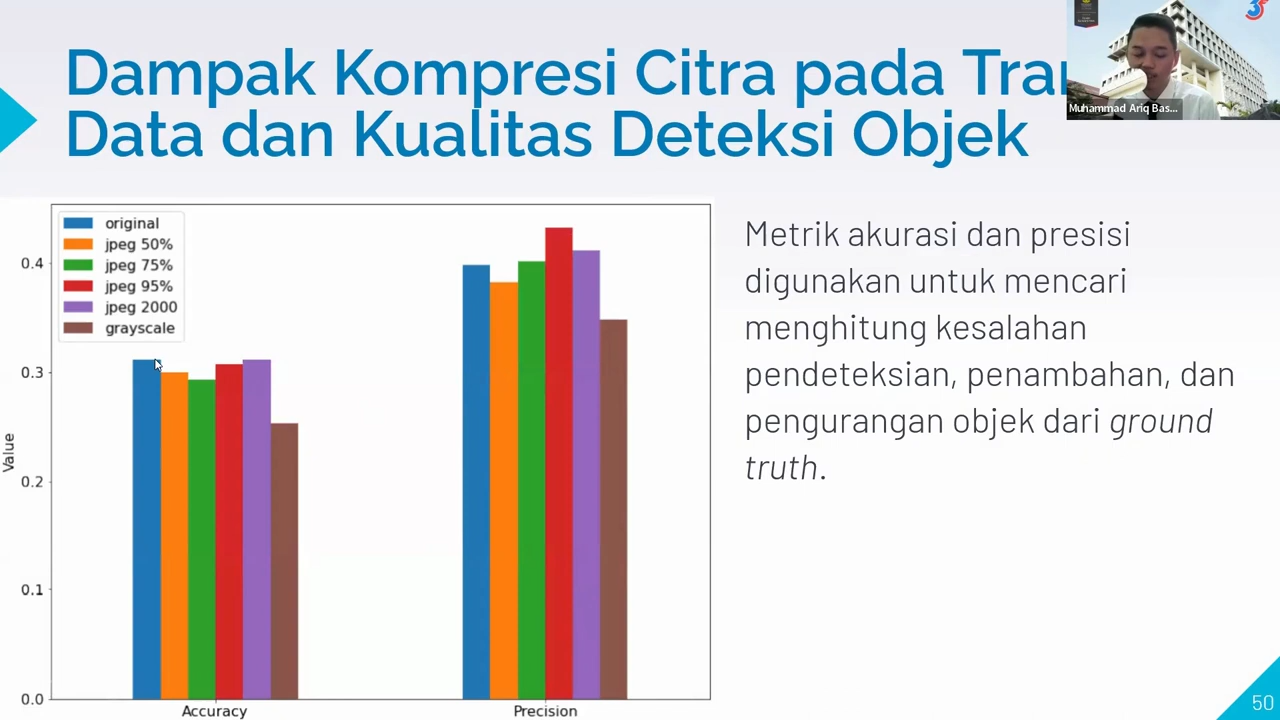 Dampak Kompresi Citra pada
Data dan Kualitas Deteksi Objek
Muhammad Ariq Bas...
original
jpeg 50%
jpeg 75%
jpeg 95%
jpeg 2000
grayscale
0.4
0.3
0.2
0.1
0.0
Value
Accuracy
Precision
Metrik akurasi dan presisi
digunakan untuk mencari
menghitung kesalahan
pendeteksian, penambahan, dan
pengurangan objek dari ground
truth.
50